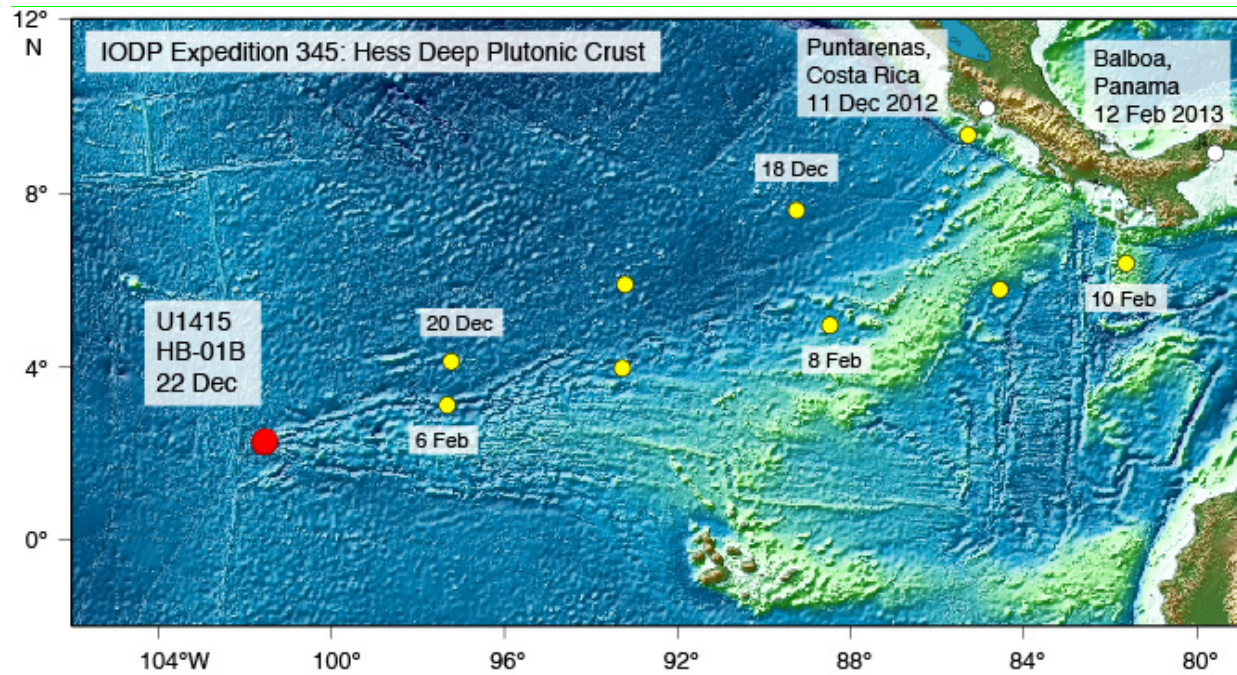 12°
N
IODP Expedition 345: Hess Deep Plutonic Crust
Puntarenas,
Costa Rica
11 Dec 2012
Balboa,
Panama
12 Feb 2013
18 Dec
8°
10 Feb
U1415
HB-01B
22 Dec
20 Dec
4°
8 Feb
6 Feb
0°
104°W
100°
96°
92°
88°
84°
80°